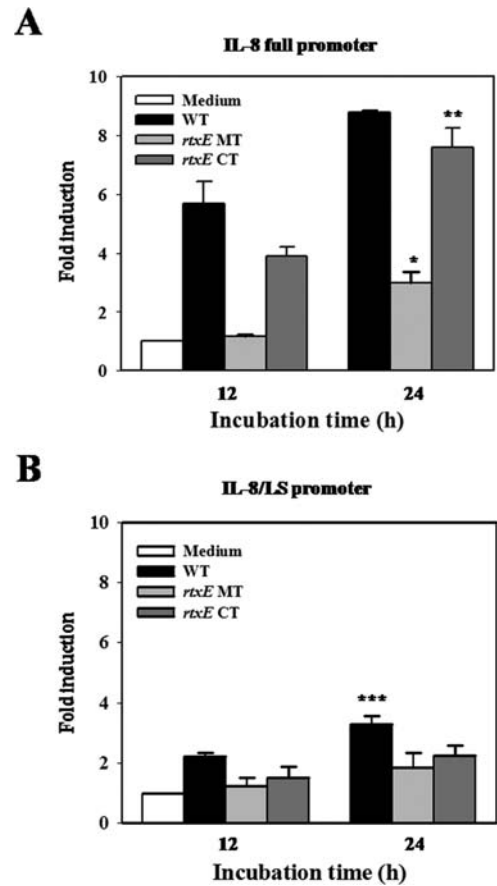 A
IL-8 full promoter
10
8
6
4
2
0
Fold induction
Medium
WT
rtxE MT
rtxE CT
*
**
12 24
Incubation time (h)
B
IL-8/LS promoter
10
8
6
4
2
0
Fold induction
Medium
WT
rtxE MT
rtxE CT
***
12 24
Incubation time (h)